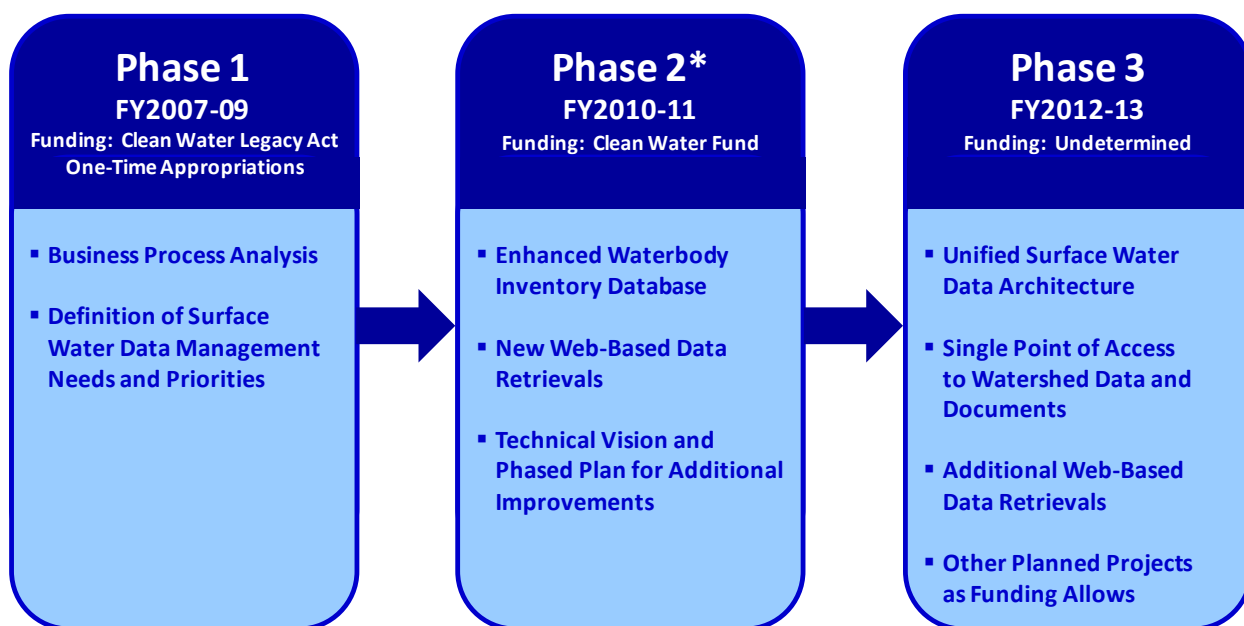 Phase 1
FY2007-09
Funding: Clean Water Legacy Act
One-Time Appropriations
▪ Business Process Analysis
▪ Definition of Surface
Water Data Management
Needs and Priorities
Phase 2*
FY2010-11
Funding: Clean Water Fund
▪ Enhanced Waterbody
Inventory Database
▪ New Web-Based Data
Retrievals
▪ Technical Vision and
Phased Plan for Additional
Improvements
Phase 3
FY2012-13
Funding: Undetermined
▪ Unified Surface Water
Data Architecture
▪ Single Point of Access
to Watershed Data and
Documents
▪ Additional Web-Based
Data Retrievals
▪ Other Planned Projects
as Funding Allows